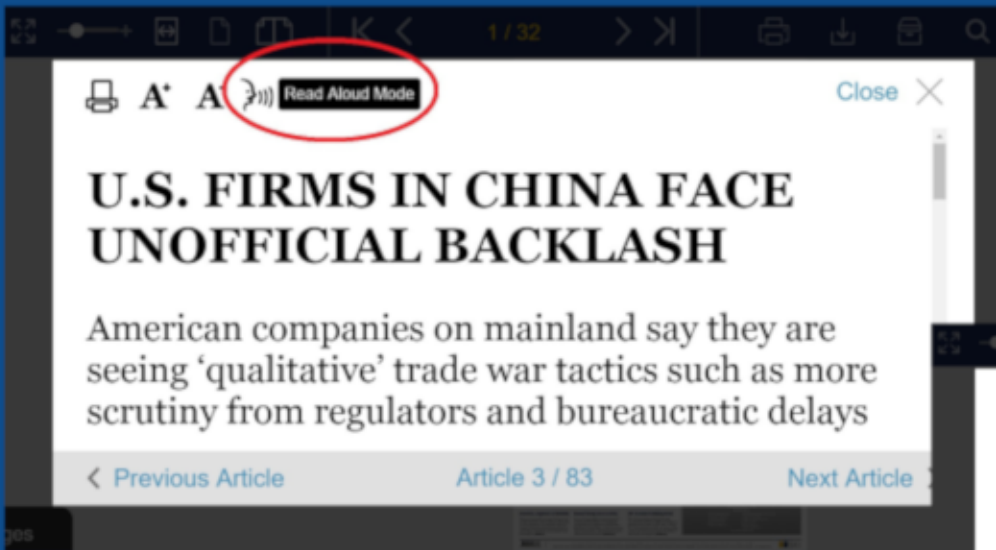 1 / 32
A+ A Read Aloud Mode
Close
U.S. FIRMS IN CHINA FACE
UNOFFICIAL BACKLASH
American companies on mainland say they are
seeing ‘qualitative’ trade war tactics such as more
scrutiny from regulators and bureaucratic delays
Previous Article
Article 3 / 83
Next Article
ges